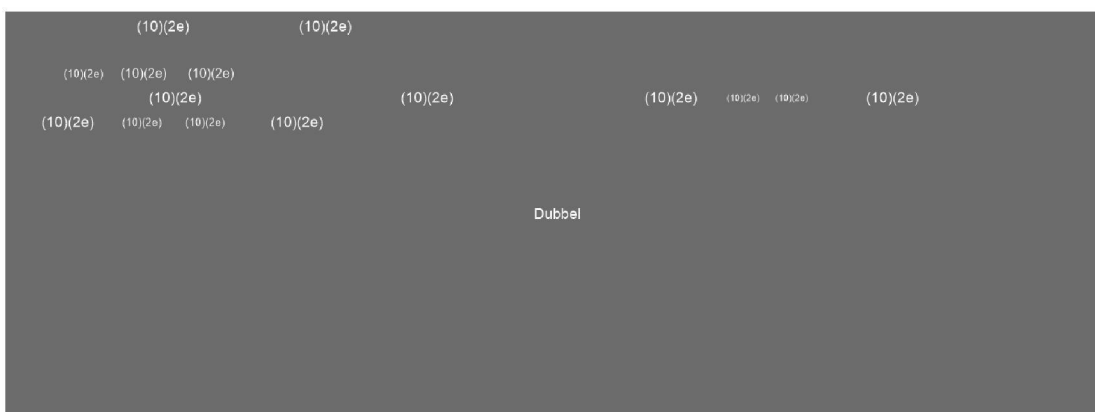 (10)(2e) (10)(2e)
(10)(2e) (10)(2e) (10)(2e)
(10)(2e) (10)(2e) (10)(2e) (10)(2e) (10)(2e) (10)(2e)
(10)(2e) (10)(2e) (10)(2e) (10)(2e)
Dubbel